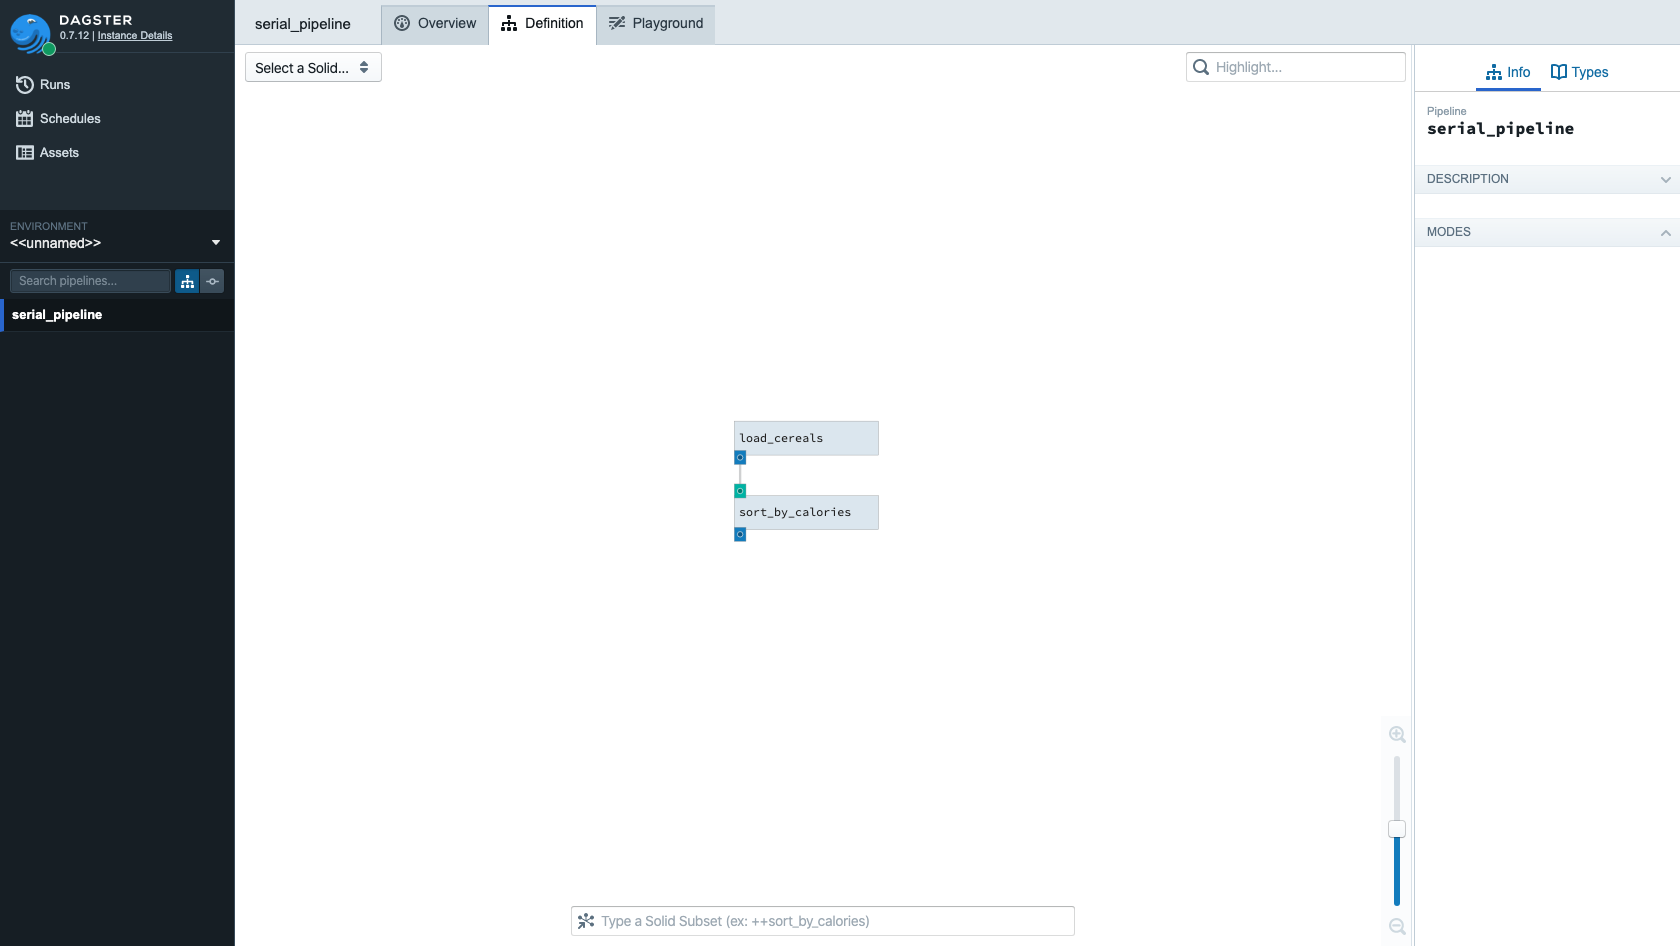 DAGSTER
0.7.12 | Instance Details
Runs
Schedules
Assets
ENVIRONMENT
<<unnamed>>
Search pipelines...
serial_pipeline
serial_pipeline
Overview
Definition
Playground
Select a Solid...
Highlight...
load_cereals
sort_by_calories
Type a Solid Subset (ex: ++sort_by_calories)
Info
Types
Pipeline
serial_pipeline
DESCRIPTION
MODES